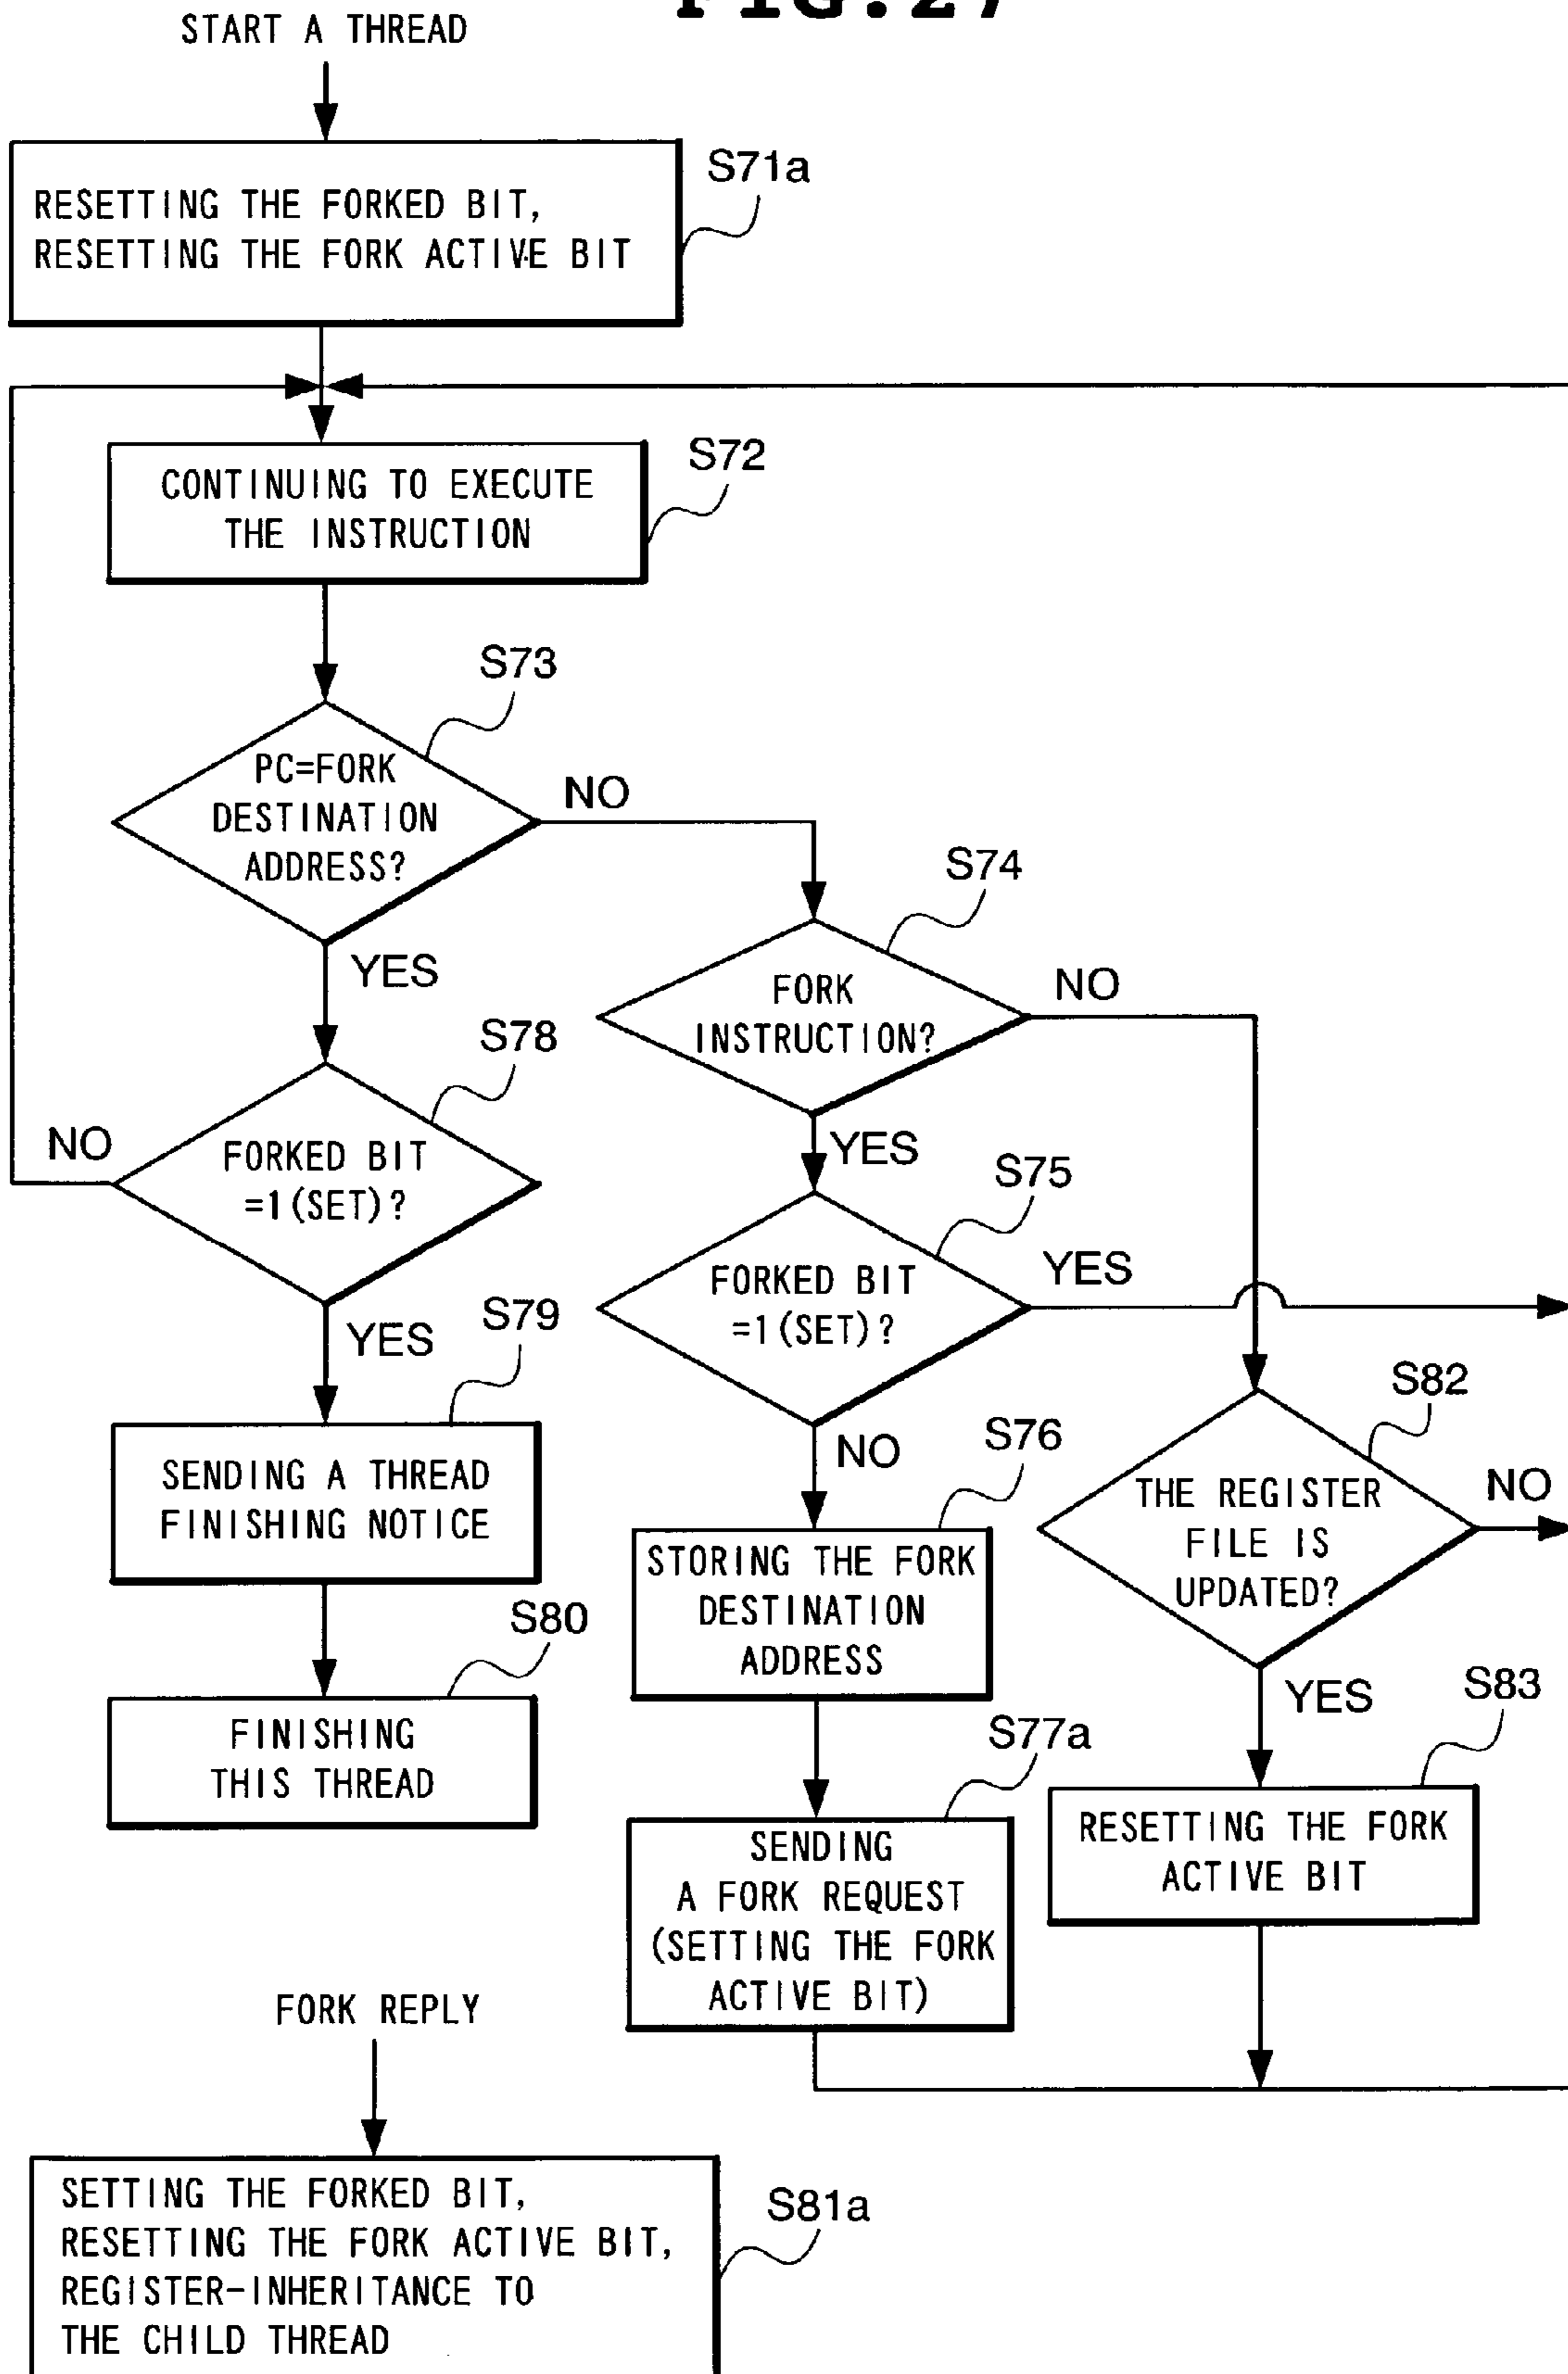 FIG.27
START A THREAD
RESETTING THE FORKED BIT,
RESETTING THE FORK ACTIVE BIT
S71a
CONTINUING TO EXECUTE
THE INSTRUCTION
S72
PC=FORK
DESTINATION
ADDRESS?
S73
NO
YES
FORK
INSTRUCTION?
S74
NO
YES
FORKED BIT
=1(SET)?
S78
NO
YES
FORKED BIT
=1(SET)?
S75
YES
NO
SENDING A THREAD
FINISHING NOTICE
S79
FINISHING
THIS THREAD
S80
STORING THE FORK
DESTINATION
ADDRESS
S76
THE REGISTER
FILE IS
UPDATED?
S82
NO
YES
SENDING
A FORK REQUEST
(SETTING THE FORK
ACTIVE BIT)
S77a
RESETTING THE FORK
ACTIVE BIT
S83
FORK REPLY
SETTING THE FORKED BIT,
RESETTING THE FORK ACTIVE BIT,
REGISTER-INHERITANCE TO
THE CHILD THREAD
S81a